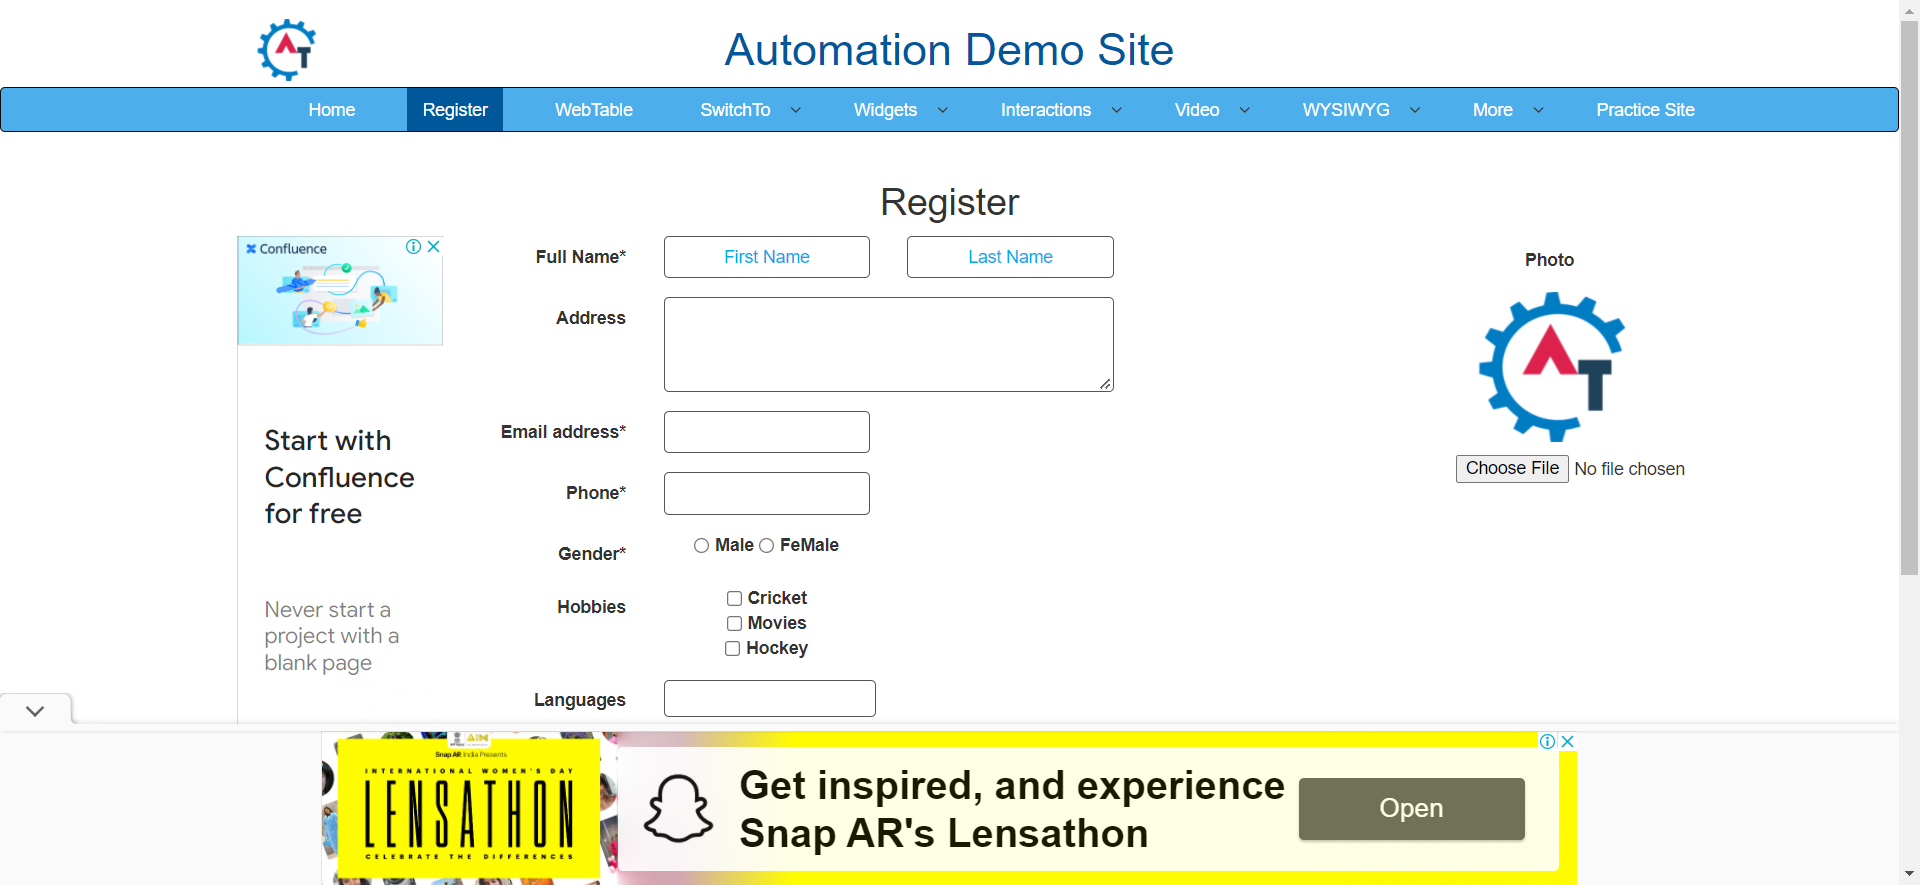 Automation Demo Site
Home Register WebTable SwitchTo Widgets Interactions Video WYSIWYG More Practice Site
Register
Confluence
Start with
Confluence
for free
Never start a
project with a
blank page
Full Name* First Name Last Name
Address
Email address*
Phone*
Gender* Male FeMale
Hobbies Cricket
Movies
Hockey
Languages
Photo
AT
Choose File No file chosen
AIM
Snap AR India Presents
INTERNATIONAL WOMEN'S DAY
LENSATHON
CELEBRATE THE DIFFERENCES
Get inspired, and experience
Snap AR's Lensathon
Open